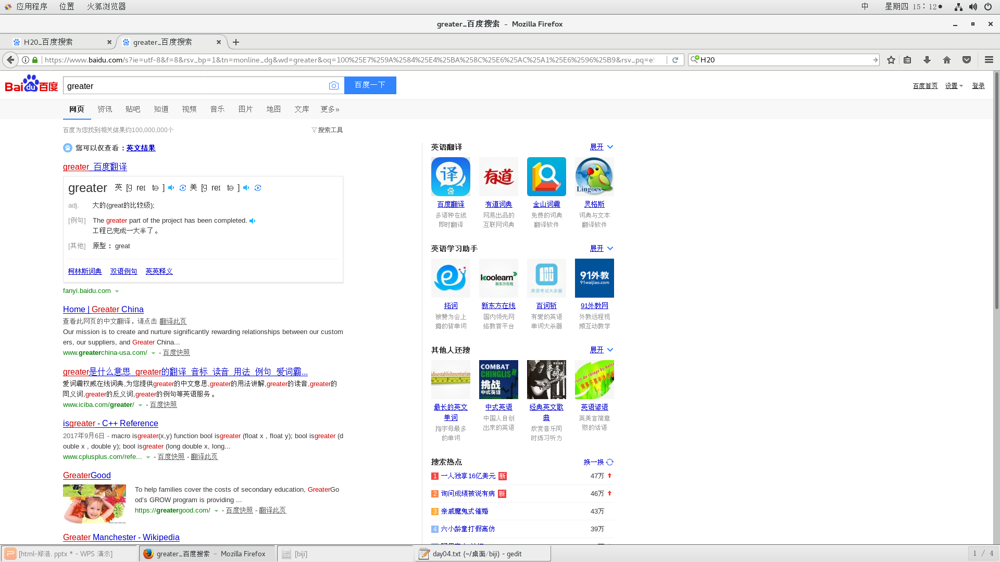 应用程序 位置 火狐浏览器 中 星期四 15：12
greater_百度搜索 - Mozilla Firefox
H20_百度搜索 greater_百度搜索
https://www.baidu.com/s?ie=utf-8&f=8&rsv_bp=1&tn=monline_dg&wd=greater&oq=100%25E7%259A%2584%25E4%25BA%258C%25E6%25AC%25A1%25E6%2596%25B9&rsv_pq=e H20
Bai du 百度 greater 百度一下 百度首页 设置 登录
网页 资讯 贴吧 知道 视频 音乐 图片 地图 文库 更多»
百度为您找到相关结果约100,000,000个 搜索工具
您可以仅查看：英文结果
greater_百度翻译
greater 英 [ɡ reɪ tə ] 美 [ɡ reɪ tə ]
adj. 大的(great的比较级);
[例句] The greater part of the project has been completed.
工程已完成一大半了。
[其他] 原型： great
柯林斯词典 双语例句 英英释义
fanyi.baidu.com
Home | Greater China
查看此网页的中文翻译，请点击 翻译此页
Our mission is to create and nurture significantly rewarding relationships between our custom
ers, our suppliers, and Greater China...
www.greaterchina-usa.com/ - 百度快照
greater是什么意思_greater的翻译_音标_读音_用法_例句_爱词霸...
爱词霸权威在线词典,为您提供greater的中文意思,greater的用法讲解,greater的读音,greater的
同义词,greater的反义词,greater的例句等英语服务。
www.iciba.com/greater/ - 百度快照
isgreater - C++ Reference
2017年9月6日 - macro isgreater(x,y) function bool isgreater (float x , float y); bool isgreater (d
ouble x , double y); bool isgreater (long double x, long...
www.cplusplus.com/refe... - 百度快照 - 翻译此页
GreaterGood
To help families cover the costs of secondary education, GreaterGo
od's GROW program is providing ...
https://greatergood.com/ - 百度快照 - 翻译此页
Greater Manchester - Wikipedia
英语翻译 展开
译 有道 Lingoes
百度翻译 有道词典 金山词霸 灵格斯
多语种在线 网易出品的 免费的词典 词典与文本
即时翻译 互联网词典 翻译软件 翻译软件
英语学习助手 展开
koolearn 新东方在线 英语考试大杀器 91外教 91waijiao.com
拓词 新东方在线 百词斩 91外教网
被赞为会上 国内领先网 有爱的英语 外教远程视
瘾的背单词 络教育平台 单词大杀器 频互动教学
其他人还搜 展开
idisestablishmentarian COMBAT CHINGLISH 挑战 中式英语 英文歌曲 ever do things by halve 做事不要半途而废
最长的英文 中式英语 经典英文歌 英语谚语
单词 中国人自创 曲 英美言简意
指字母最多 出来的英语 欣赏音乐同 赅的话语
的单词 时练习听力
搜索热点 换一换
1 一人独享16亿美元 新 47万
2 询问成绩被说有病 新 46万
3 亲戚魔鬼式催婚 43万
4 六小龄童打假高仿 39万
[html-郑浩. pptx * - WPS 演示] greater_百度搜索 - Mozilla Firefox [biji] day04.txt (~/桌面/biji) - gedit 1 / 4